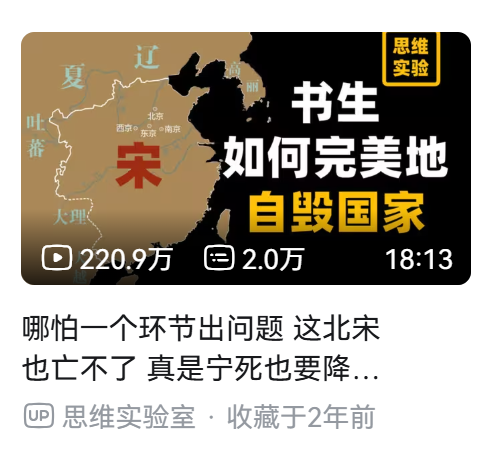 思维
实验
辽
夏
高
丽
吐
蕃
北京
西京
东京
南京
宋
大理
书生
如何完美地
自毁国家
220.9万
2.0万
18:13
哪怕一个环节出问题 这北宋
也亡不了 真是宁死也要降…
UP 思维实验室 · 收藏于2年前